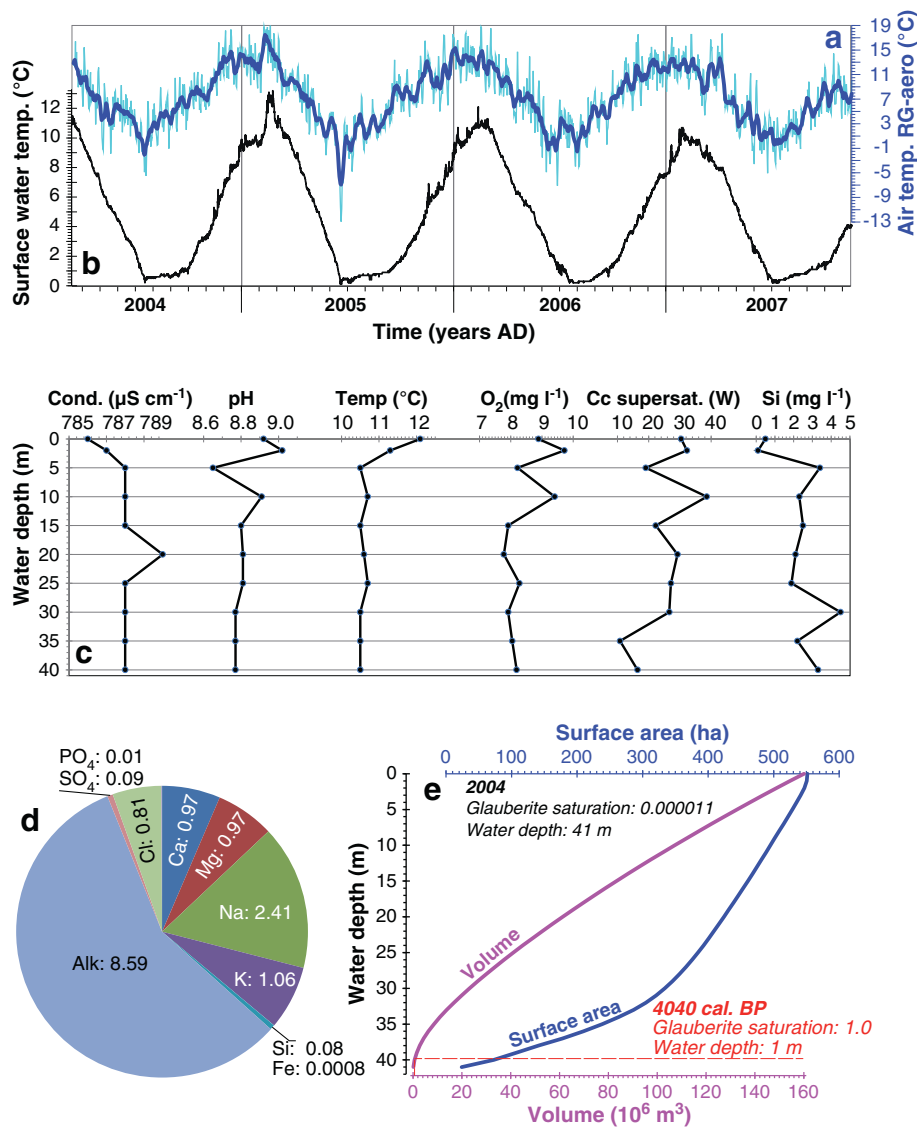 a
Surface water temp. (°C)
12
10
8
6
4
2
0
19
15
11
7
3
-1
-5
-9
-13
Air temp. RG-aero (°C)
b
2004 2005 2006 2007
Time (years AD)
Cond. (µS cm⁻¹) pH Temp (°C) O₂(mg l⁻¹) Cc supersat. (W) Si (mg l⁻¹)
785 787 789 8.6 8.8 9.0 10 11 12 7 8 9 10 10 20 30 40 0 1 2 3 4 5
Water depth (m)
0
5
10
15
20
25
30
35
40
c
d
PO₄: 0.01
SO₄: 0.09
Cl: 0.81
Ca: 0.97
Mg: 0.97
Na: 2.41
K: 1.06
Alk: 8.59
Si: 0.08
Fe: 0.0008
Surface area (ha)
0 100 200 300 400 500 600
e
2004
Glauberite saturation: 0.000011
Water depth: 41 m
Water depth (m)
0
5
10
15
20
25
30
35
40
Volume
Surface area
4040 cal. BP
Glauberite saturation: 1.0
Water depth: 1 m
0 20 40 60 80 100 120 140 160
Volume (10⁶ m³)